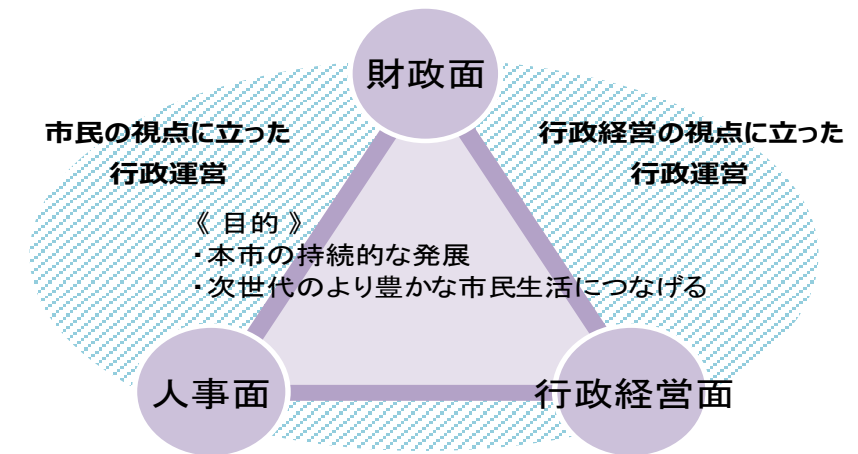 財政面
市民の視点に立った
行政運営
行政経営の視点に立った
行政運営
《 目的 》
・本市の持続的な発展
・次世代のより豊かな市民生活につなげる
人事面
行政経営面